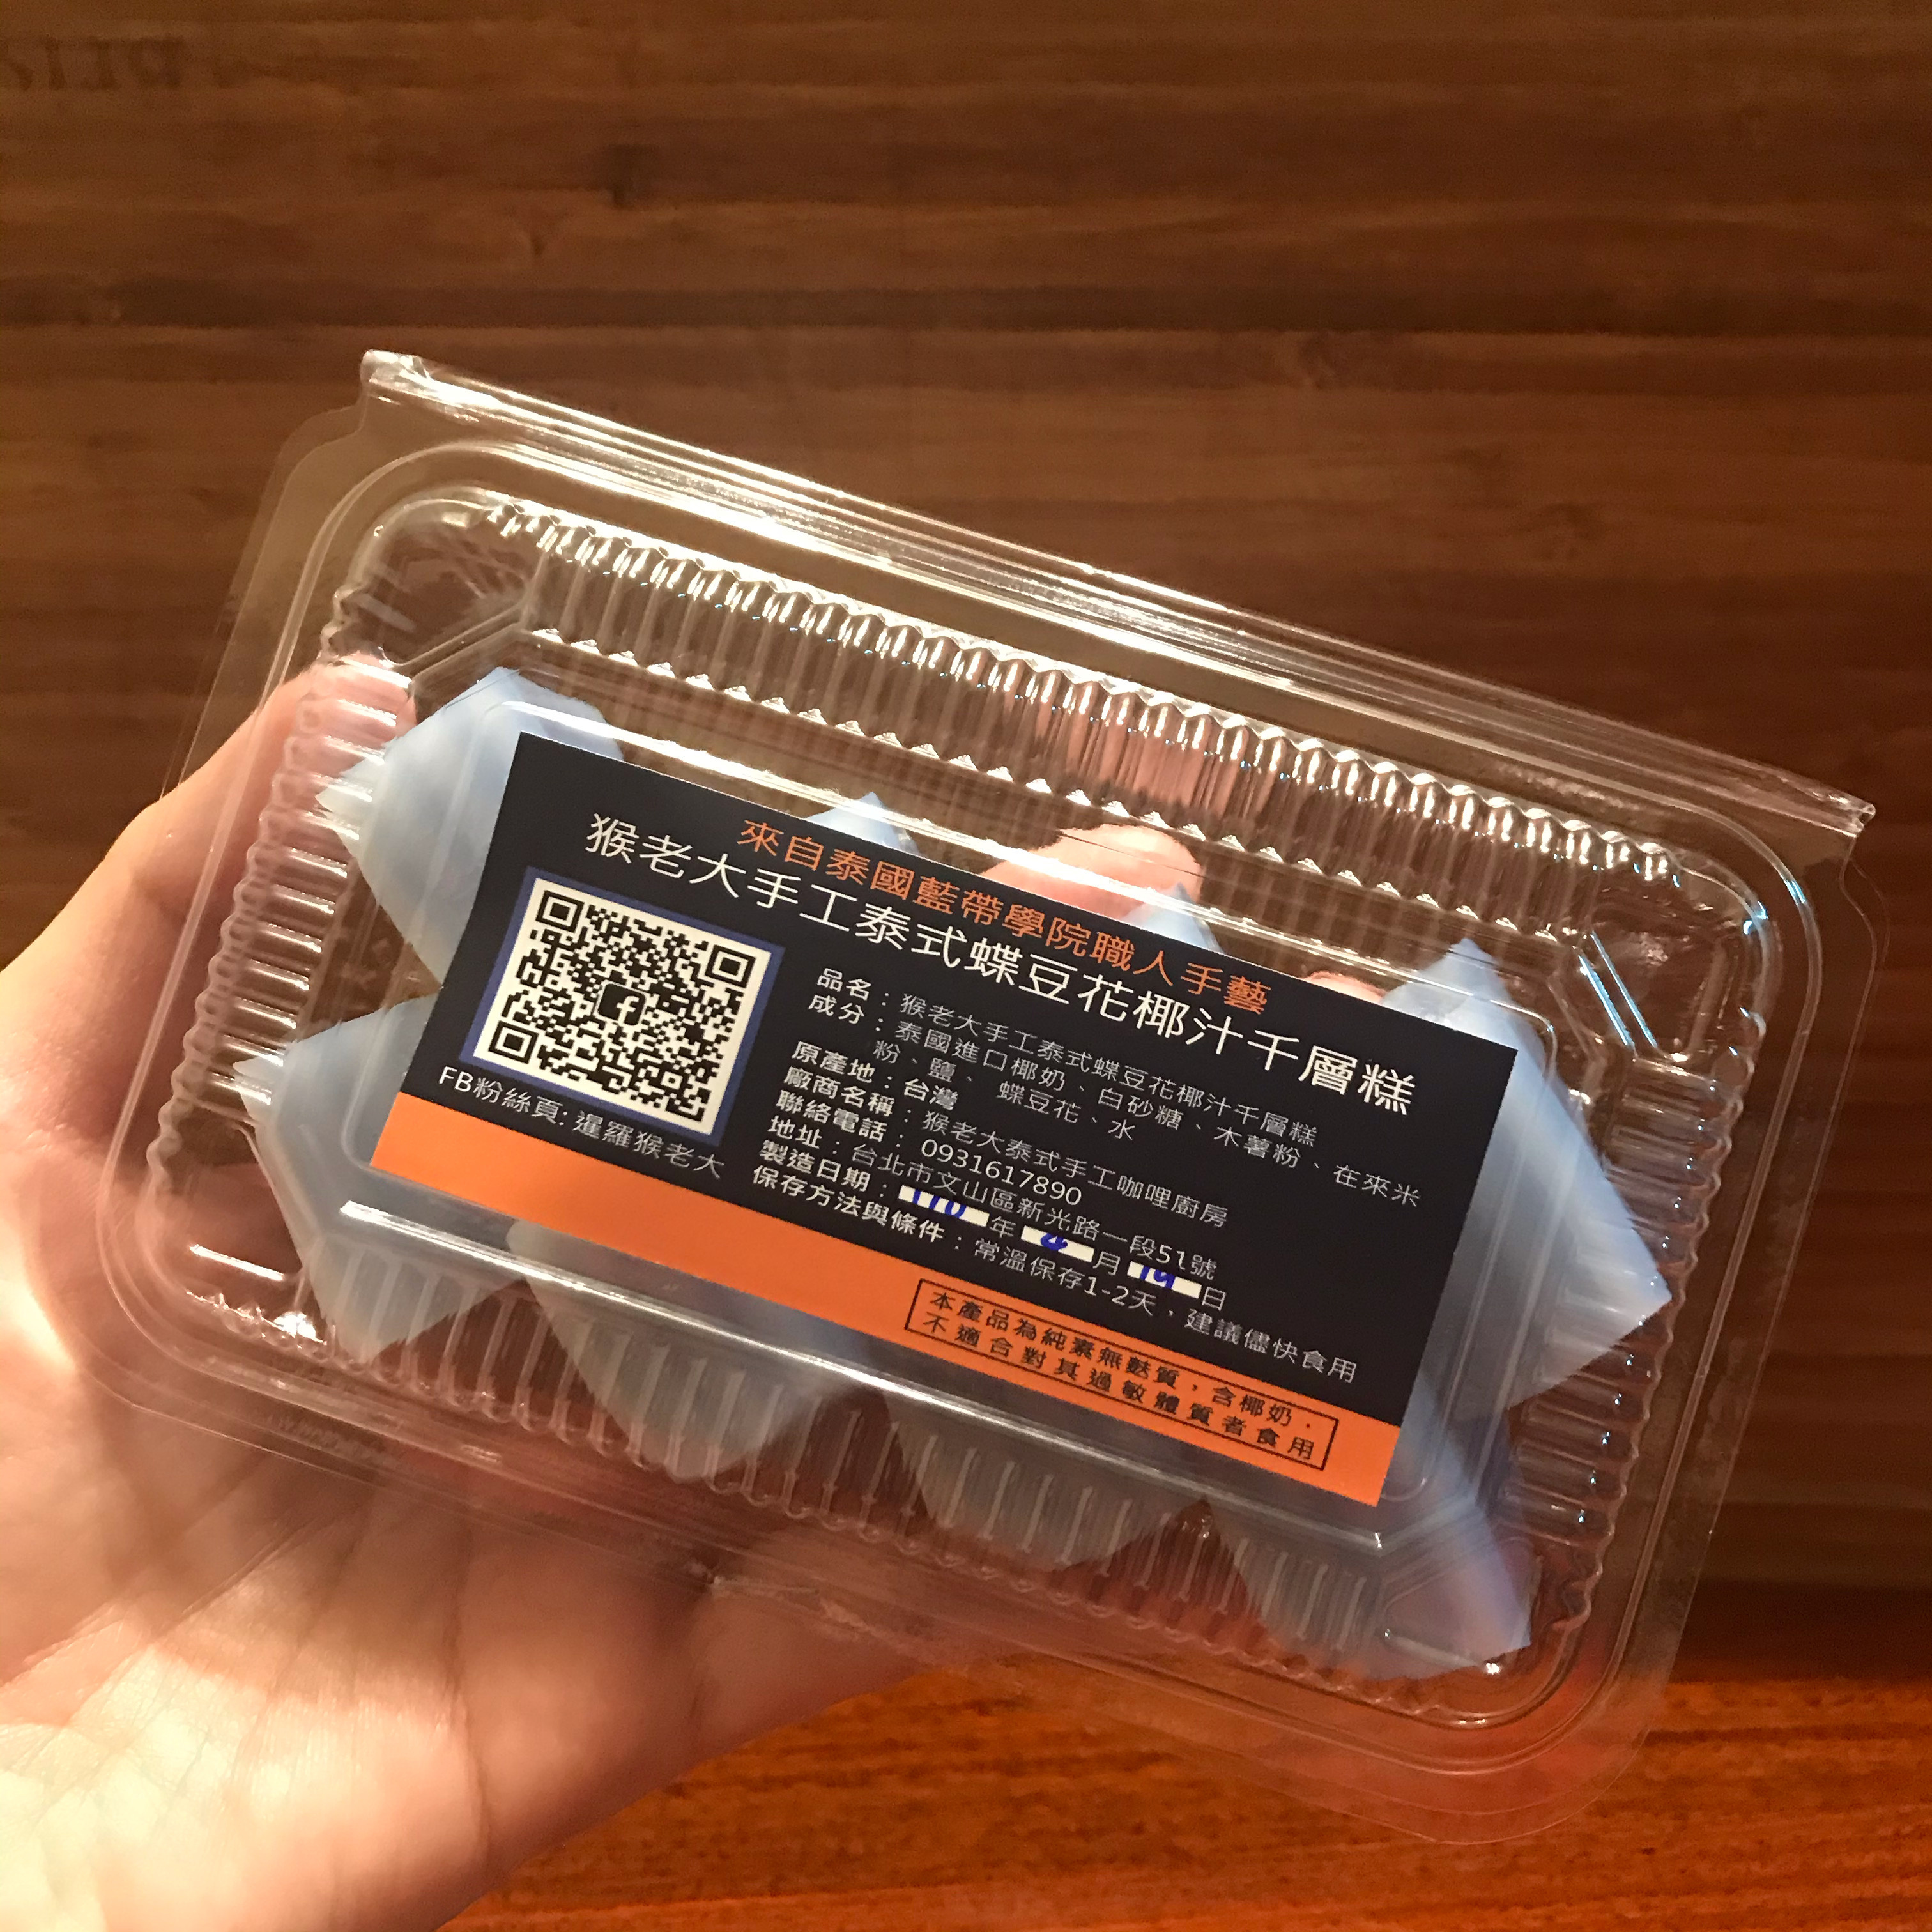 來自泰國藍帶學院職人手藝
猴老大手工泰式蝶豆花椰汁千層糕
品名：猴老大手工泰式蝶豆花椰汁千層糕
成分：泰國進口椰奶、白砂糖、木薯粉、在來米
粉、鹽、蝶豆花、水
原產地：台灣
廠商名稱：猴老大泰式手工咖哩廚房
聯絡電話：0931617890
地址：台北市文山區新光路一段51號
製造日期：110年 月19日
保存方法與條件：常溫保存1-2天，建議儘快食用
FB粉絲頁:暹羅猴老大
本產品為純素無麩質，含椰奶．
不適合對其過敏體質者食用